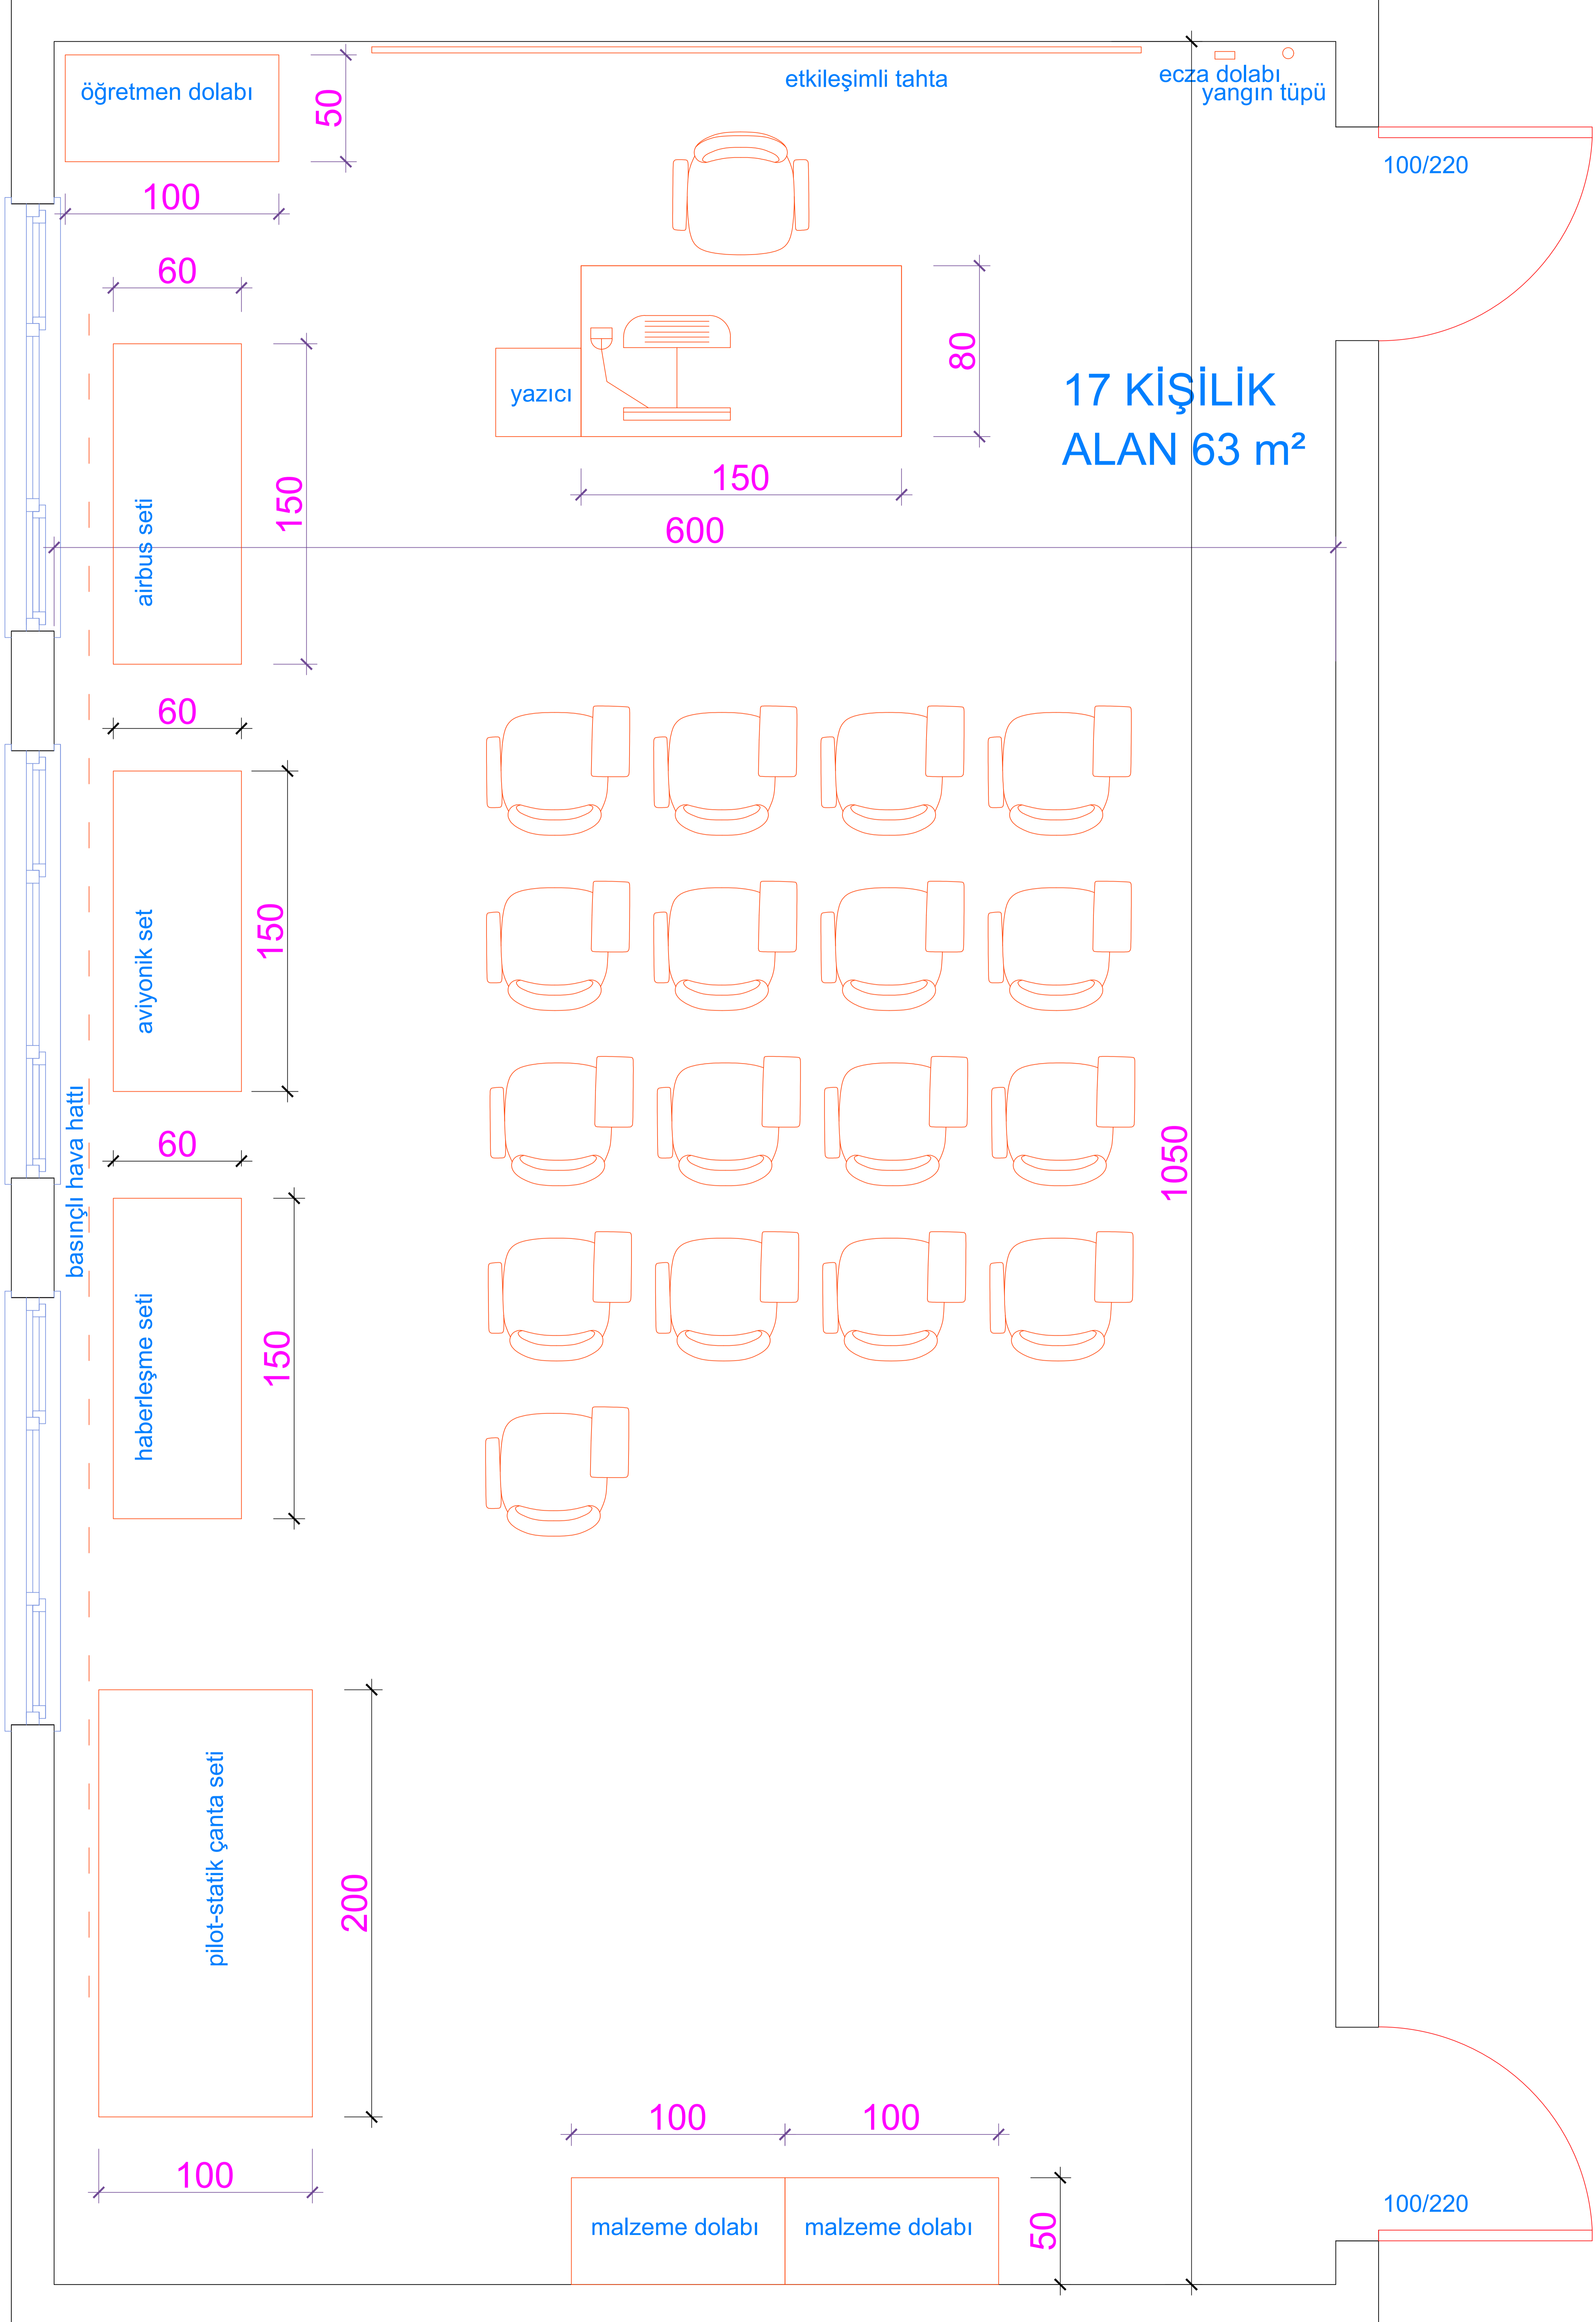 öğretmen dolabı
50
etkileşimli tahta
ecza dolabı
yangın tüpü
100/220
100
60
80
yazıcı
17 KİŞİLİK
ALAN 63 m²
150
150
airbus seti
600
60
150
aviyonik set
basınçlı hava hattı
60
1050
150
haberleşme seti
pilot-statik çanta seti
200
100
100
100
malzeme dolabı
malzeme dolabı
50
100/220